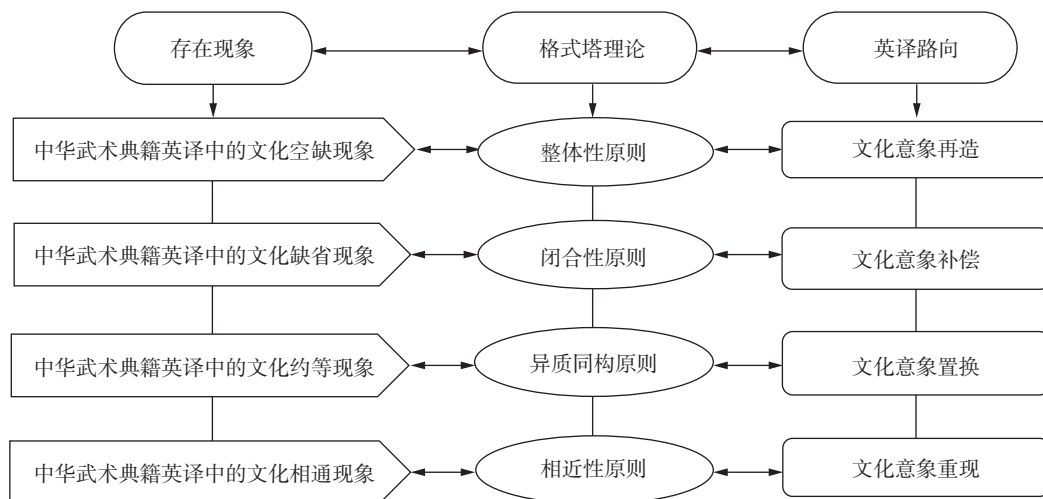 存在现象
格式塔理论
英译路向
中华武术典籍英译中的文化空缺现象
整体性原则
文化意象再造
中华武术典籍英译中的文化缺省现象
闭合性原则
文化意象补偿
中华武术典籍英译中的文化约等现象
异质同构原则
文化意象置换
中华武术典籍英译中的文化相通现象
相近性原则
文化意象重现